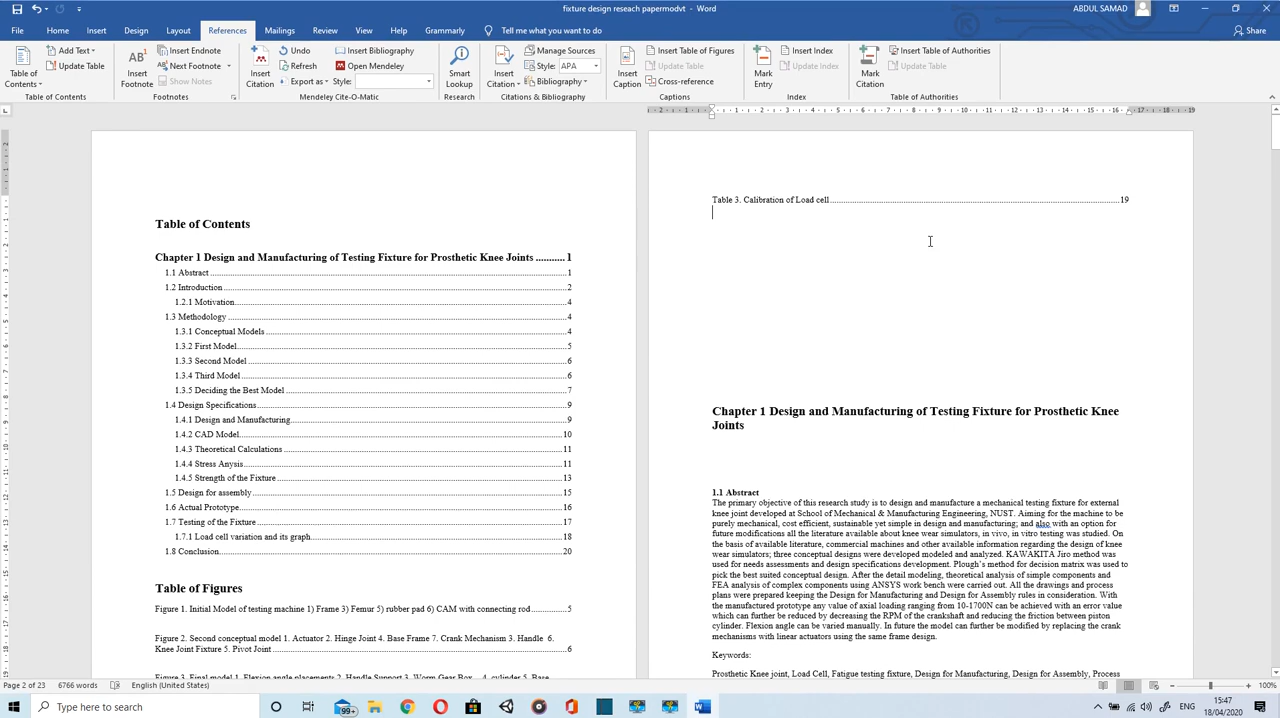 fixture design reseach papermodvt - Word
ABDUL SAMAD
File Home Insert Design Layout References Mailings Review View Help Grammarly Tell me what you want to do Share
Table of Contents
Add Text
Update Table
Table of Contents
AB1
Insert Footnote
Insert Endnote
Next Footnote
Show Notes
Footnotes
Insert Citation
Undo
Refresh
Export as
Insert Bibliography
Open Mendeley
Style:
Mendeley Cite-O-Matic
Smart Lookup
Research
Insert Citation
Manage Sources
Style: APA
Bibliography
Citations & Bibliography
Insert Caption
Insert Table of Figures
Update Table
Cross-reference
Captions
Mark Entry
Insert Index
Update Index
Index
Mark Citation
Insert Table of Authorities
Update Table
Table of Authorities
Table of Contents
Chapter 1 Design and Manufacturing of Testing Fixture for Prosthetic Knee Joints .......... 1
1.1 Abstract 1
1.2 Introduction 2
1.2.1 Motivation 4
1.3 Methodology 4
1.3.1 Conceptual Models 4
1.3.2 First Model 5
1.3.3 Second Model 6
1.3.4 Third Model 6
1.3.5 Deciding the Best Model 7
1.4 Design Specifications 9
1.4.1 Design and Manufacturing 9
1.4.2 CAD Model 10
1.4.3 Theoretical Calculations 11
1.4.4 Stress Anysis 11
1.4.5 Strength of the Fixture 13
1.5 Design for assembly 15
1.6 Actual Prototype 16
1.7 Testing of the Fixture 17
1.7.1 Load cell variation and its graph 18
1.8 Conclusion 20
Table of Figures
Figure 1. Initial Model of testing machine 1) Frame 3) Femur 5) rubber pad 6) CAM with connecting rod 5
Figure 2. Second conceptual model 1. Actuator 2. Hinge Joint 4. Base Frame 7. Crank Mechanism 3. Handle 6.
Knee Joint Fixture 5. Pivot Joint 6
Figure 3. Final model 1. Flexion angle placements 2. Handle Support 3. Worm Gear Box 4. cylinder 5. Base
Table 3. Calibration of Load cell 19
Chapter 1 Design and Manufacturing of Testing Fixture for Prosthetic Knee
Joints
1.1 Abstract
The primary objective of this research study is to design and manufacture a mechanical testing fixture for external
knee joint developed at School of Mechanical & Manufacturing Engineering, NUST. Aiming for the machine to be
purely mechanical, cost efficient, sustainable yet simple in design and manufacturing; and also with an option for
future modifications all the literature available about knee wear simulators, in vivo, in vitro testing was studied. On
the basis of available literature, commercial machines and other available information regarding the design of knee
wear simulators; three conceptual designs were developed modeled and analyzed. KAWAKITA Jiro method was
used for needs assessments and design specifications development. Plough's method for decision matrix was used to
pick the best suited conceptual design. After the detail modeling, theoretical analysis of simple components and
FEA analysis of complex components using ANSYS work bench were carried out. All the drawings and process
plans were prepared keeping the Design for Manufacturing and Design for Assembly rules in consideration. With
the manufactured prototype any value of axial loading ranging from 10-1700N can be achieved with an error value
which can further be reduced by decreasing the RPM of the crankshaft and reducing the friction between piston
cylinder. Flexion angle can be varied manually. In future the model can further be modified by replacing the crank
mechanisms with linear actuators using the same frame design.
Keywords:
Prosthetic Knee joint, Load Cell, Fatigue testing fixture, Design for Manufacturing, Design for Assembly, Process
Page 2 of 23 6766 words English (United States) 100%
Type here to search
99+
ENG
15:47
18/04/2020